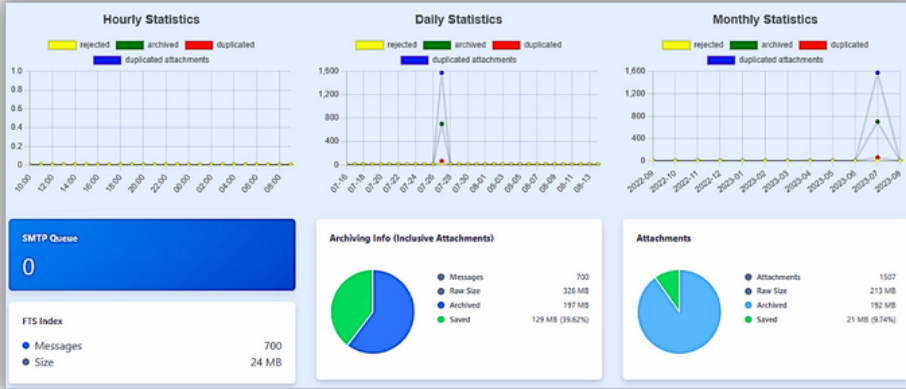 Hourly Statistics
rejected archived duplicated
duplicated attachments
1.0
0.8
0.6
0.4
0.2
0
10:00 12:00 14:00 16:00 18:00 20:00 22:00 00:00 02:00 04:00 06:00 08:00
Daily Statistics
rejected archived duplicated
duplicated attachments
1,600
1,200
800
400
0
07-16 07-18 07-20 07-22 07-24 07-26 07-28 07-30 08-01 08-03 08-05 08-07 08-09 08-11 08-13
Monthly Statistics
rejected archived duplicated
duplicated attachments
1,600
1,200
800
400
0
2022-09 2022-10 2022-11 2022-12 2023-01 2023-02 2023-03 2023-04 2023-05 2023-06 2023-07 2023-08
SMTP Queue
0
FTS Index
Messages 700
Size 24 MB
Archiving Info (Inclusive Attachments)
Messages 700
Raw Size 326 MB
Archived 197 MB
Saved 129 MB (39.62%)
Attachments
Attachments 1507
Raw Size 213 MB
Archived 192 MB
Saved 21 MB (9.74%)